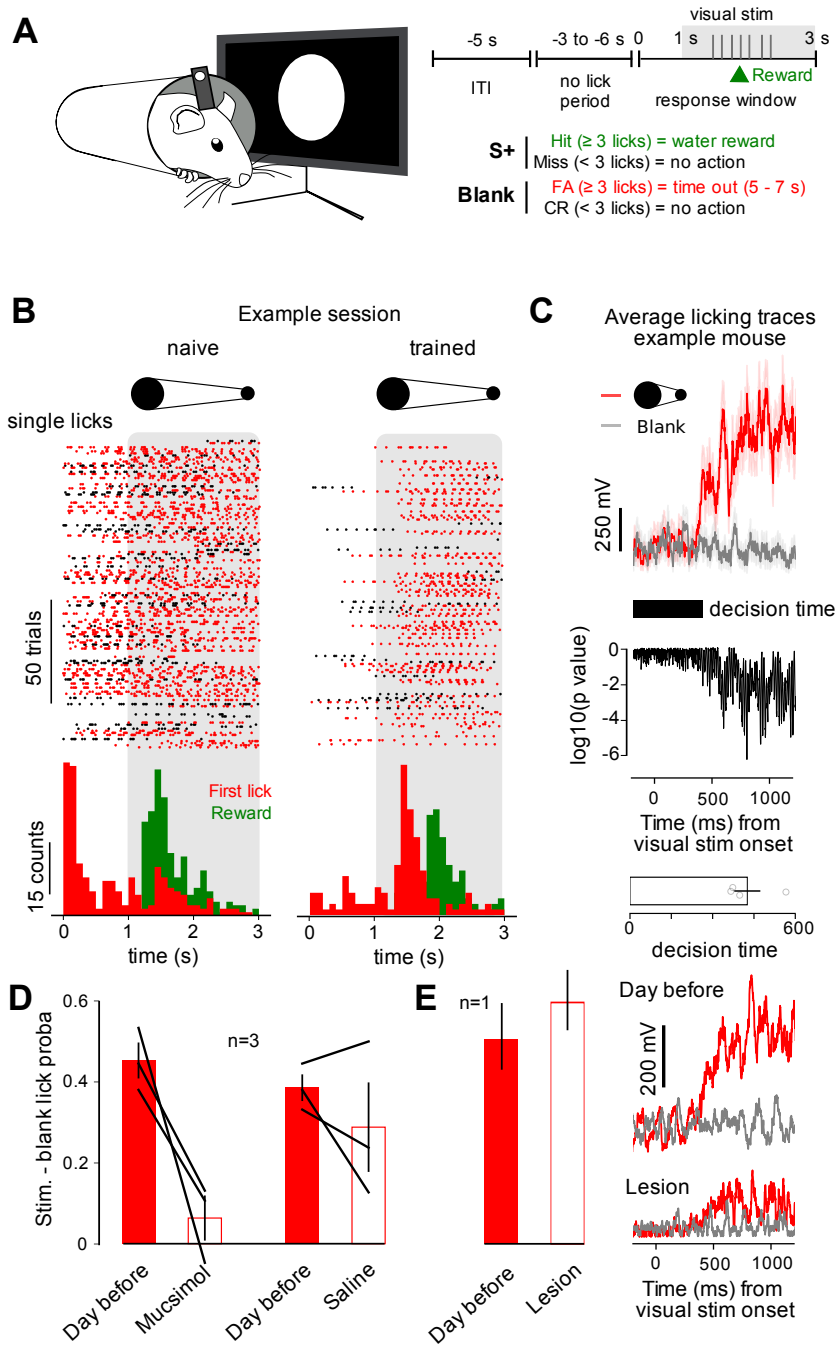 A
visual stim
-5 s
-3 to -6 s
0
1 s
3 s
Reward
ITI
no lick
period
response window
S+
Hit (≥ 3 licks) = water reward
Miss (< 3 licks) = no action
Blank
FA (≥ 3 licks) = time out (5 - 7 s)
CR (< 3 licks) = no action
B
Example session
naive
trained
single licks
50 trials
First lick
Reward
15 counts
0
1
2
3
time (s)
0
1
2
3
time (s)
C
Average licking traces
example mouse
Blank
250 mV
decision time
log10(p value)
0
-2
-4
-6
0
500
1000
Time (ms) from
visual stim onset
0
600
decision time
D
Stim. - blank lick proba
0.6
0.4
0.2
0
n=3
Day before
Mucsimol
Day before
Saline
E
n=1
Day before
Lesion
Day before
200 mV
Lesion
0
500
1000
Time (ms) from
visual stim onset